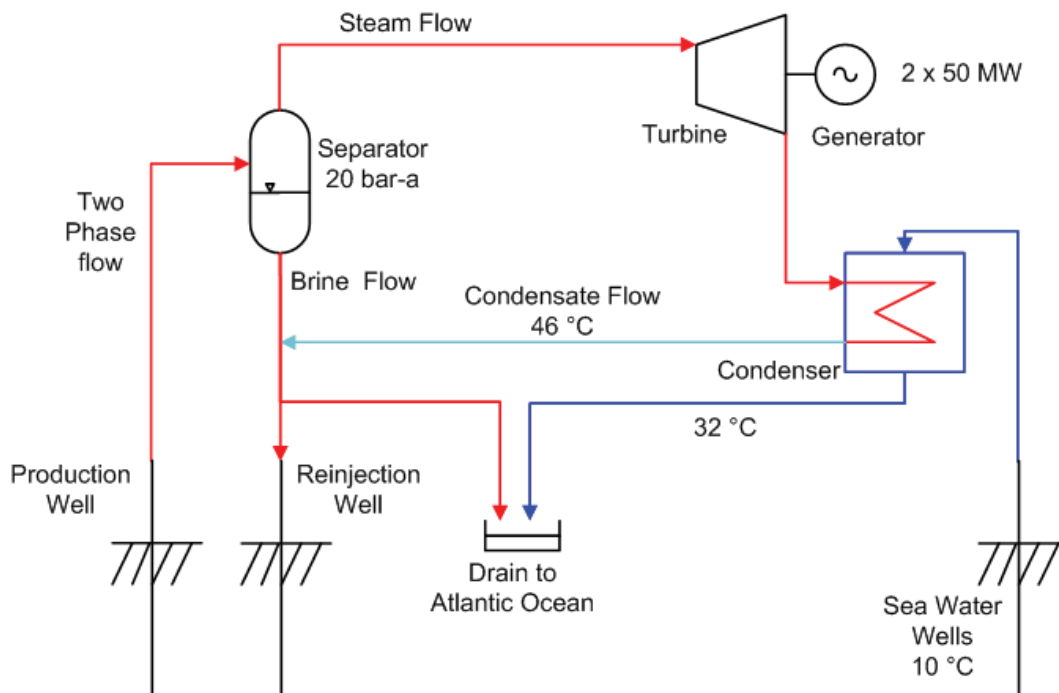 Steam Flow
2 x 50 MW
Turbine
Generator
Separator
20 bar-a
Two
Phase
flow
Brine Flow
Condensate Flow
46 °C
Condenser
32 °C
Production
Well
Reinjection
Well
Drain to
Atlantic Ocean
Sea Water
Wells
10 °C